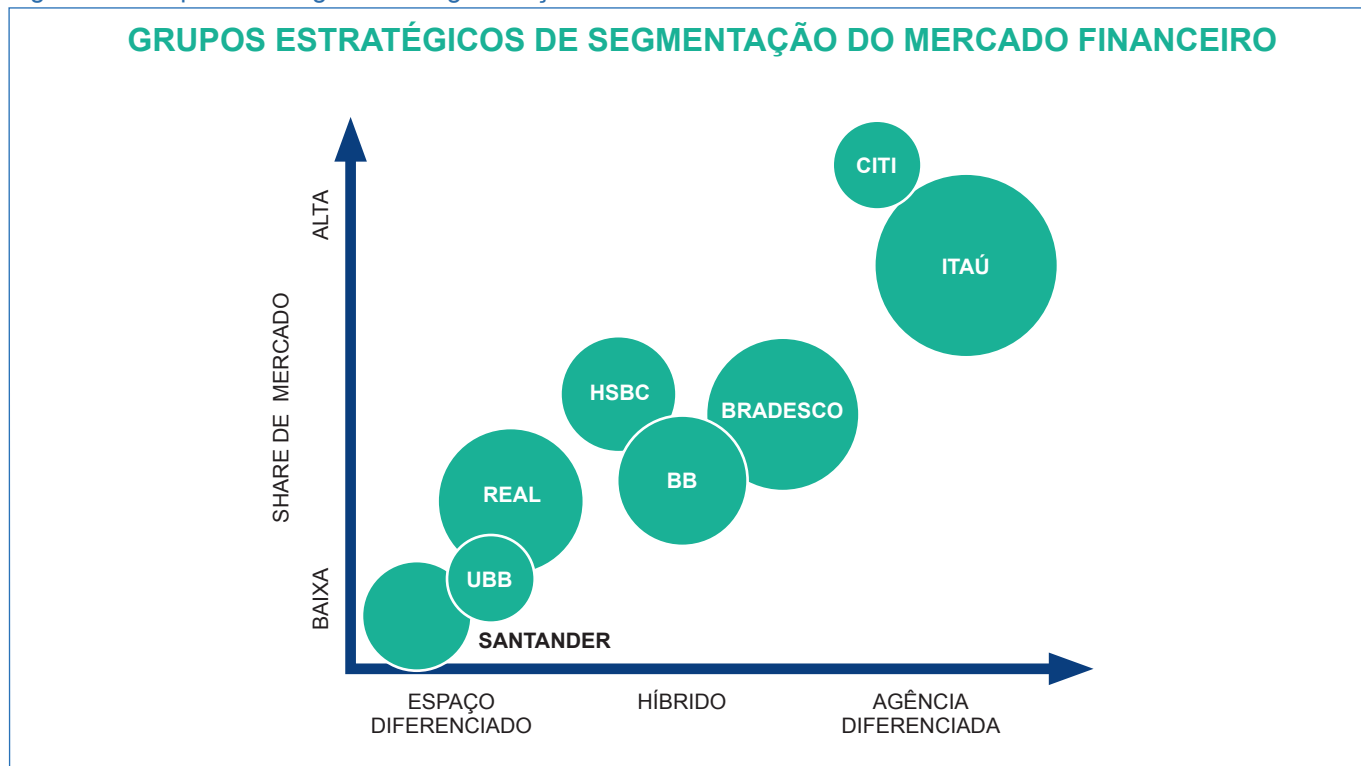 GRUPOS ESTRATÉGICOS DE SEGMENTAÇÃO DO MERCADO FINANCEIRO
CITI
ALTA
ITAÚ
SHARE DE MERCADO
HSBC
BRADESCO
REAL
BB
UBB
BAIXA
SANTANDER
ESPAÇO
DIFERENCIADO
HÍBRIDO
AGÊNCIA
DIFERENCIADA